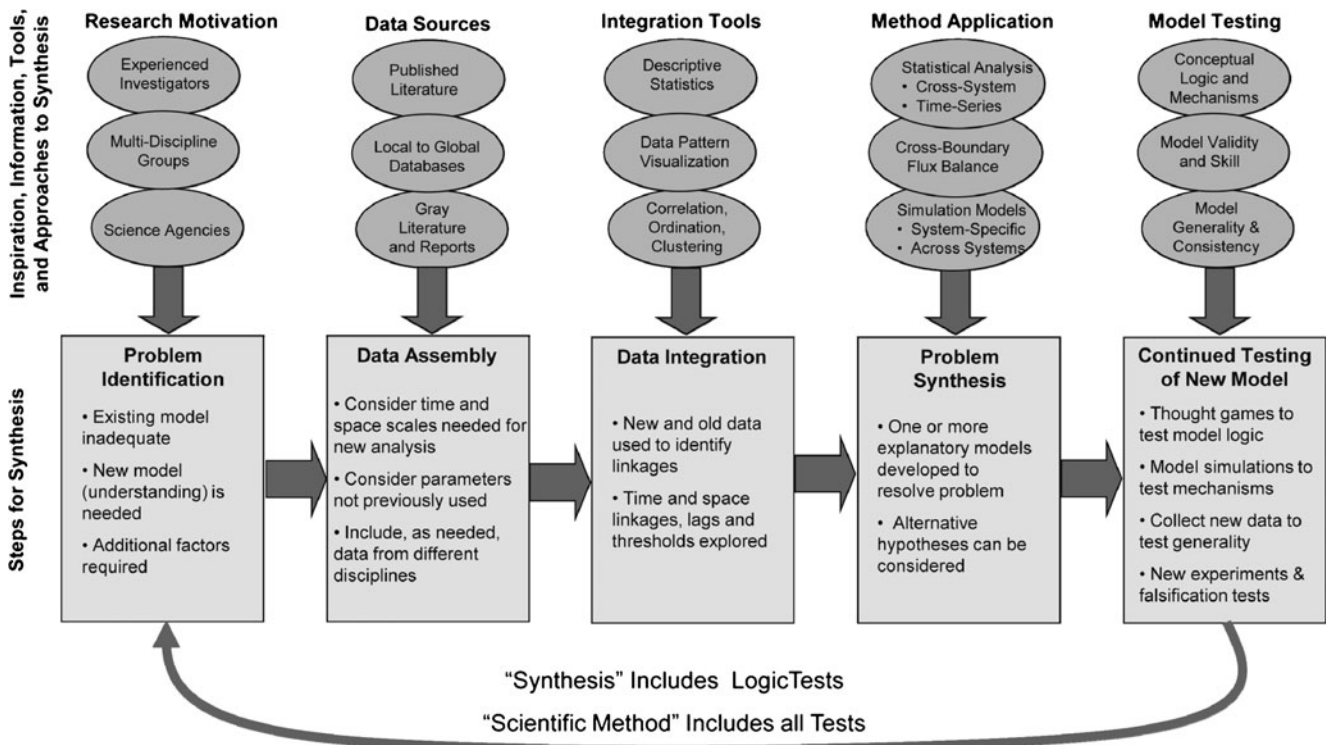 Inspiration, Information, Tools,
and Approaches to Synthesis
Research Motivation
Experienced
Investigators
Multi-Discipline
Groups
Science Agencies
Data Sources
Published
Literature
Local to Global
Databases
Gray
Literature
and Reports
Integration Tools
Descriptive
Statistics
Data Pattern
Visualization
Correlation,
Ordination,
Clustering
Method Application
Statistical Analysis
• Cross-System
• Time-Series
Cross-Boundary
Flux Balance
Simulation Models
• System-Specific
• Across Systems
Model Testing
Conceptual
Logic and
Mechanisms
Model Validity
and Skill
Model
Generality &
Consistency
Steps for Synthesis
Problem
Identification
• Existing model
inadequate
• New model
(understanding) is
needed
• Additional factors
required
Data Assembly
• Consider time and
space scales needed for
new analysis
• Consider parameters
not previously used
• Include, as needed,
data from different
disciplines
Data Integration
• New and old data
used to identify
linkages
• Time and space
linkages, lags and
thresholds explored
Problem
Synthesis
• One or more
explanatory models
developed to
resolve problem
• Alternative
hypotheses can be
considered
Continued Testing
of New Model
• Thought games to
test model logic
• Model simulations to
test mechanisms
• Collect new data to
test generality
• New experiments &
falsification tests
“Synthesis” Includes LogicTests
“Scientific Method” Includes all Tests